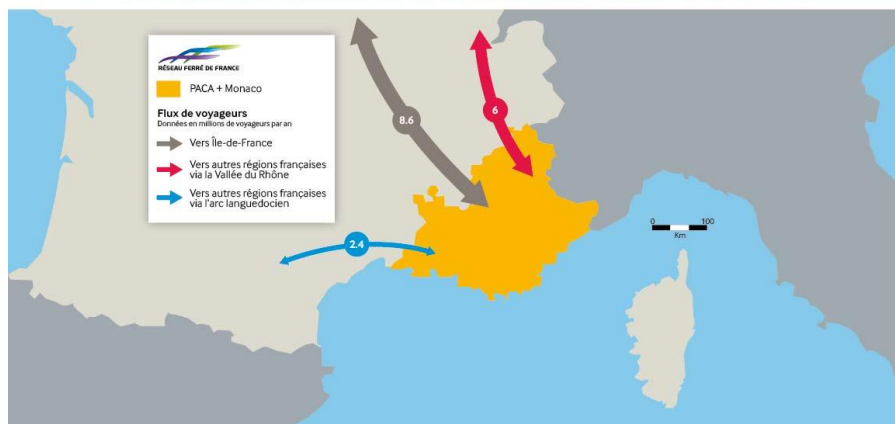 RÉSEAU FERRÉ DE FRANCE
PACA + Monaco
Flux de voyageurs
Données en millions de voyageurs par an
Vers Île-de-France
Vers autres régions françaises
via la Vallée du Rhône
Vers autres régions françaises
via l'arc languedocien
8.6
6
2.4
0 100
Km